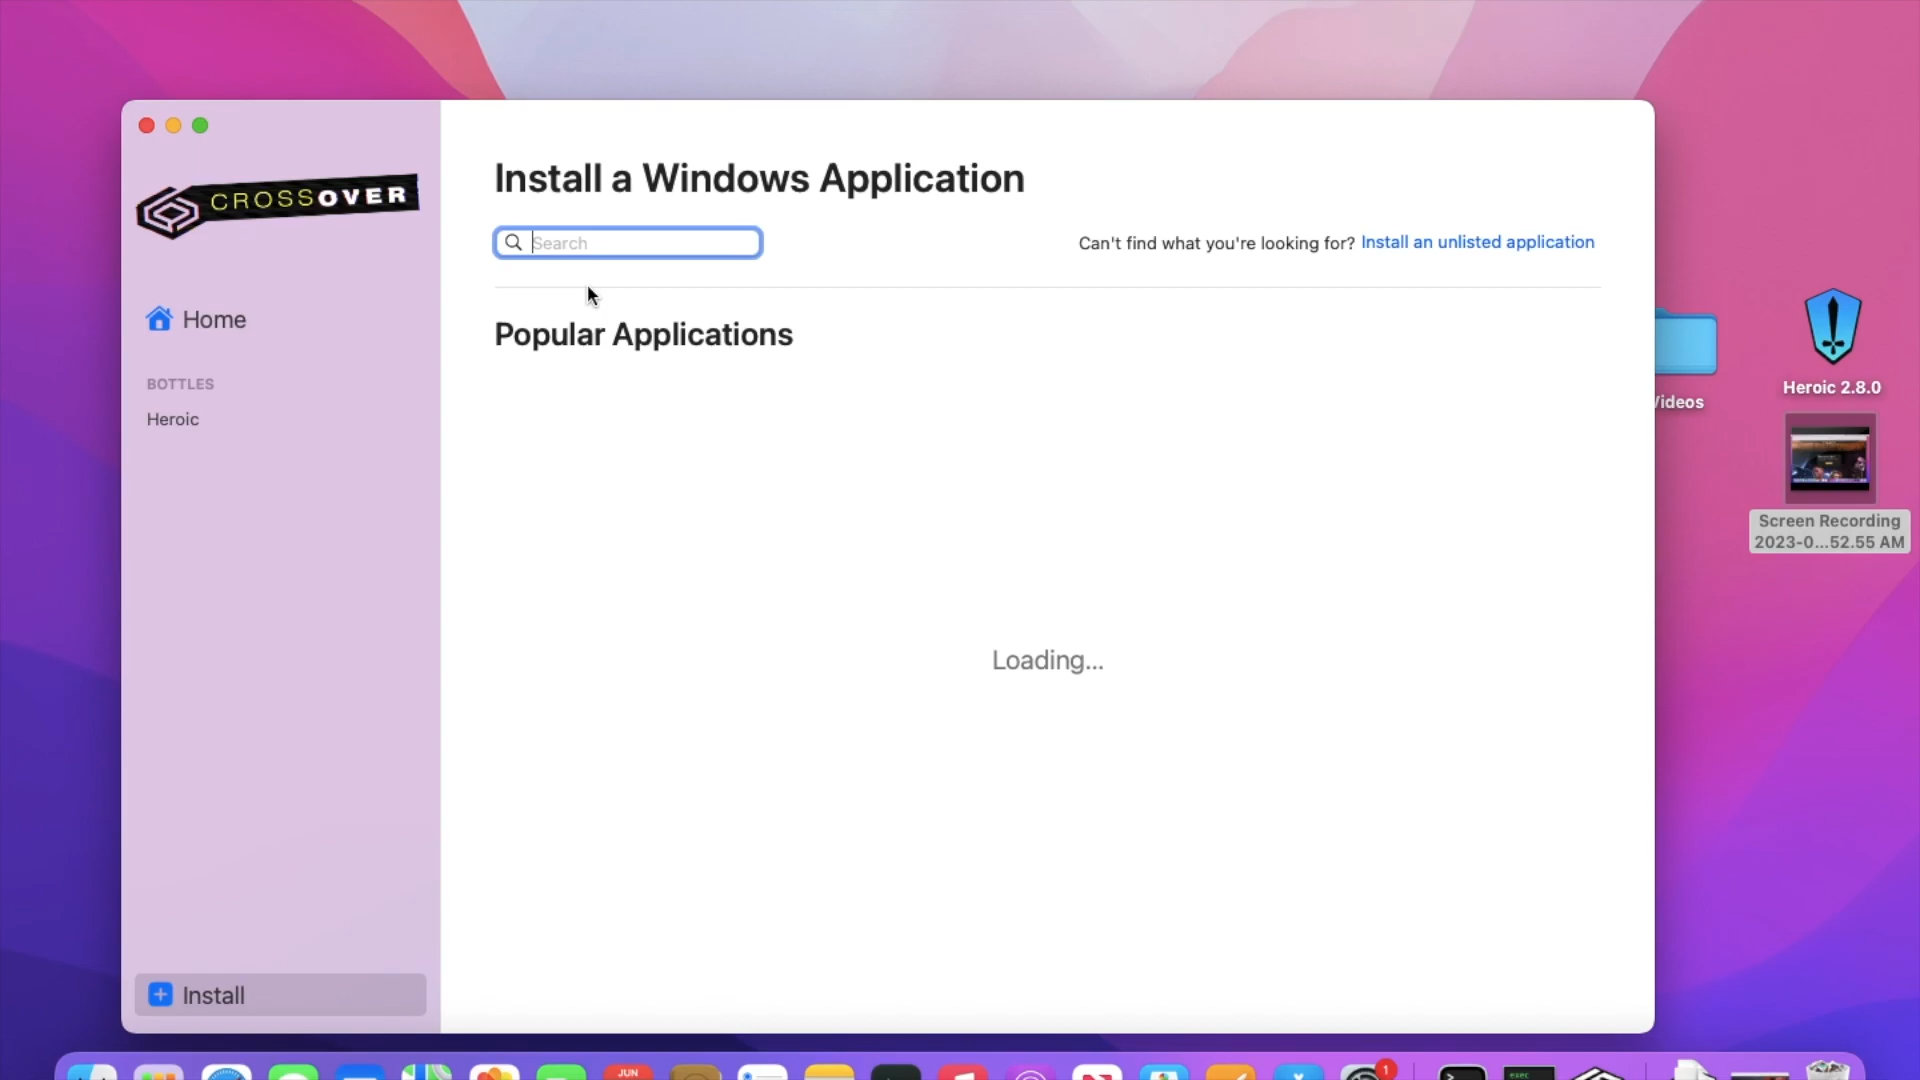 CROSSOVER
Home
BOTTLES
Heroic
Install
Install a Windows Application
Search
Can't find what you're looking for? Install an unlisted application
Popular Applications
Loading...
Videos
Heroic 2.8.0
Screen Recording
2023-0...52.55 AM
JUN
1
exec